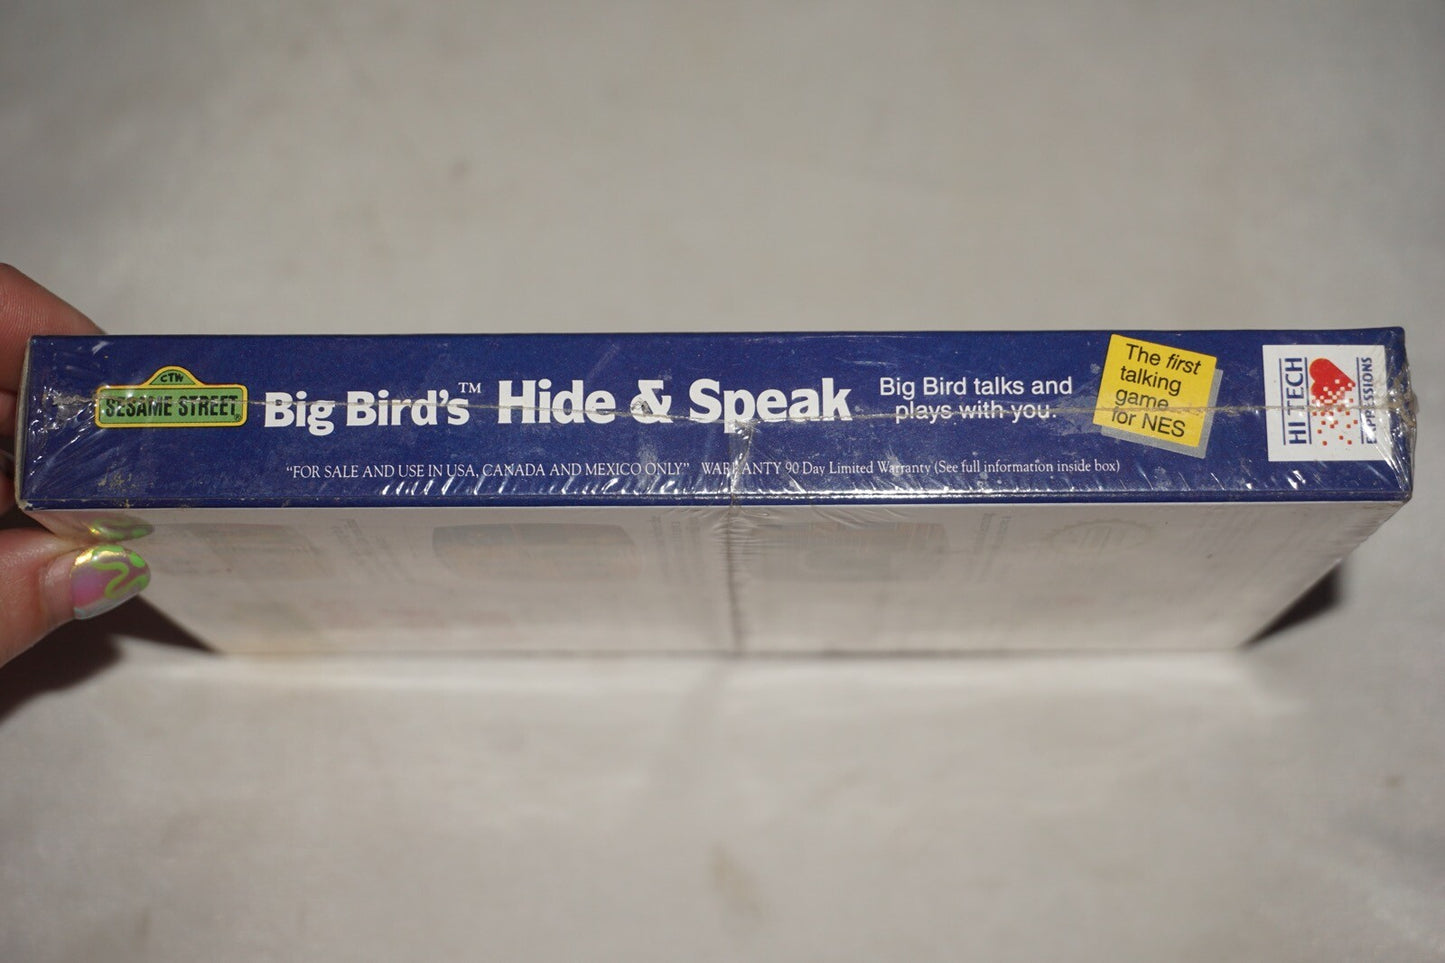 CTW
SESAME STREET
Big Bird's™ Hide & Speak
Big Bird talks and
plays with you.
The first
talking
game
for NES
HI TECH
EXPRESSIONS
"FOR SALE AND USE IN USA, CANADA AND MEXICO ONLY" WARRANTY 90 Day Limited Warranty (See full information inside box)